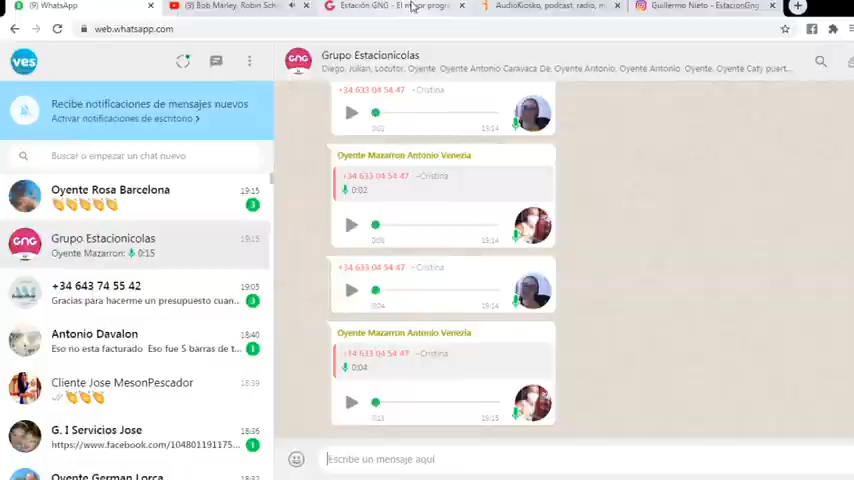 WhatsApp
Bob Marley, Robin Sch
Estación GNG - El mejor progr
AudioKiosko, podcast, radio, m
Guillermo Nieto - EstacionGng
web.whatsapp.com
yes
GNG
Grupo Estacionicolas
Diego, Julian, Locutor, Oyente, Oyente Antonio Caravaca De, Oyente Antonio, Oyente Antonio Oyente, Oyente Caty puert...
Recibe notificaciones de mensajes nuevos
Activar notificaciones de escritorio >
Buscar o empezar un chat nuevo
Oyente Rosa Barcelona
19:15
👏👏👏👏👏
3
GNG
Grupo Estacionicolas
19:15
Oyente Mazarron: 0:15
+34 643 74 55 42
19:05
Gracias para hacerme un presupuesto cuan...
3
Antonio Davalon
18:40
Eso no esta facturado Eso fue 5 barras de t...
1
Cliente Jose MesonPescador
18:39
👏👏👏
G. I Servicios Jose
18:37
https://www.facebook.com/104801191175...
1
Oyente German Lorca
+34 633 04 54 47 ~Cristina
0:02
19:14
Oyente Mazarron Antonio Venezia
+34 633 04 54 47 ~Cristina
0:02
19:14
+34 633 04 54 47 ~Cristina
0:04
19:14
Oyente Mazarron Antonio Venezia
+34 633 04 54 47 ~Cristina
0:04
19:15
Escribe un mensaje aquí